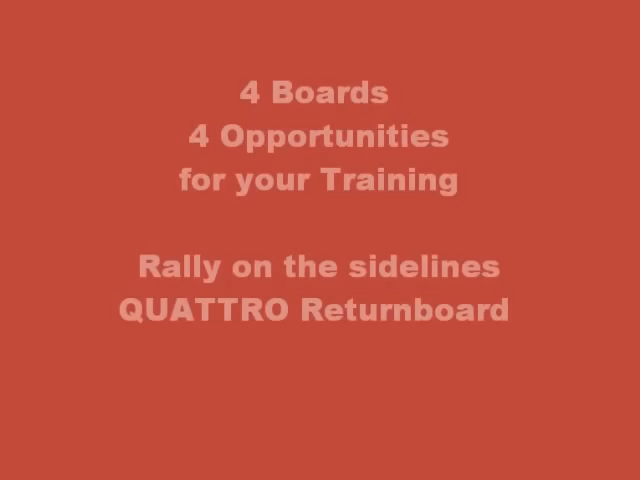 4 Boards
4 Opportunities
for your Training
Rally on the sidelines
QUATTRO Returnboard